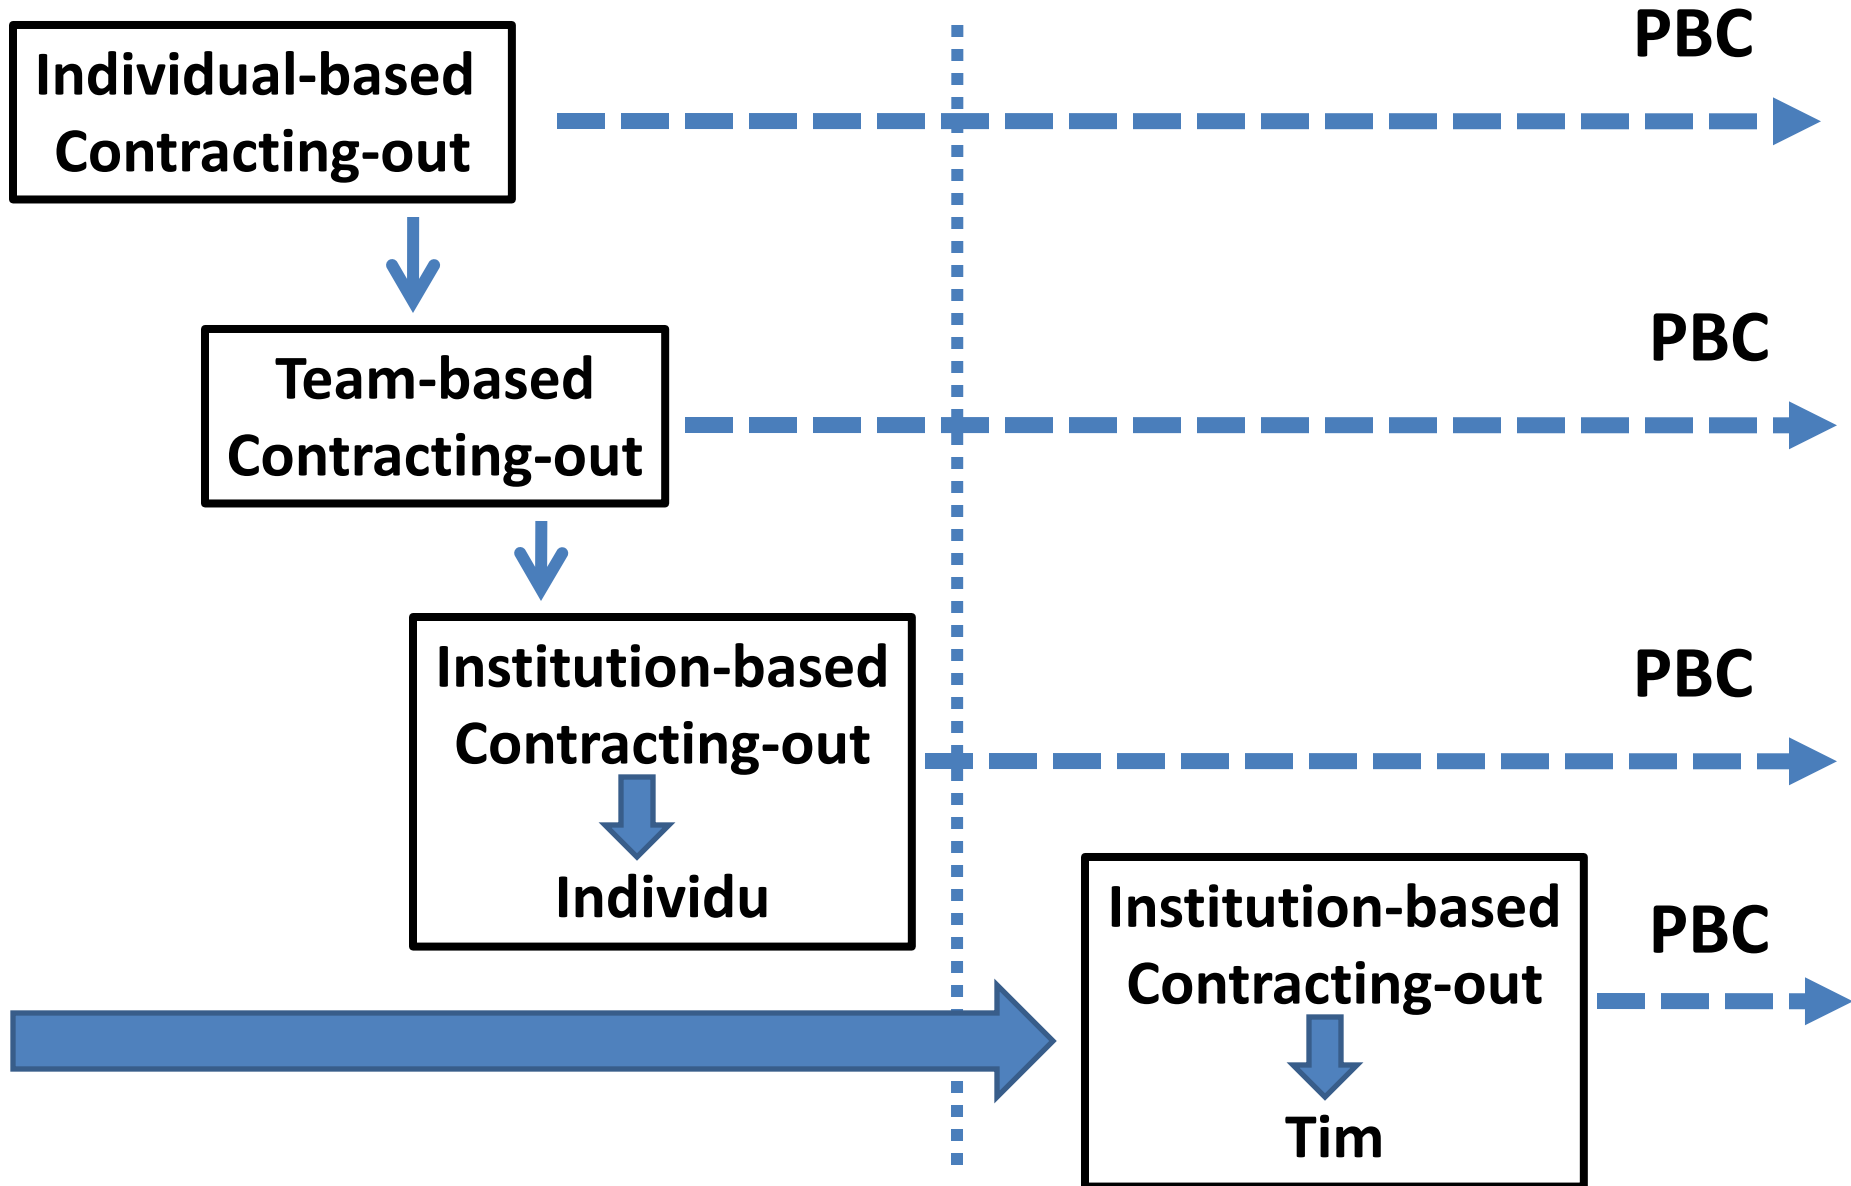 PBC
Individual-based
Contracting-out
PBC
Team-based
Contracting-out
PBC
Institution-based
Contracting-out
Individu
PBC
Institution-based
Contracting-out
Tim